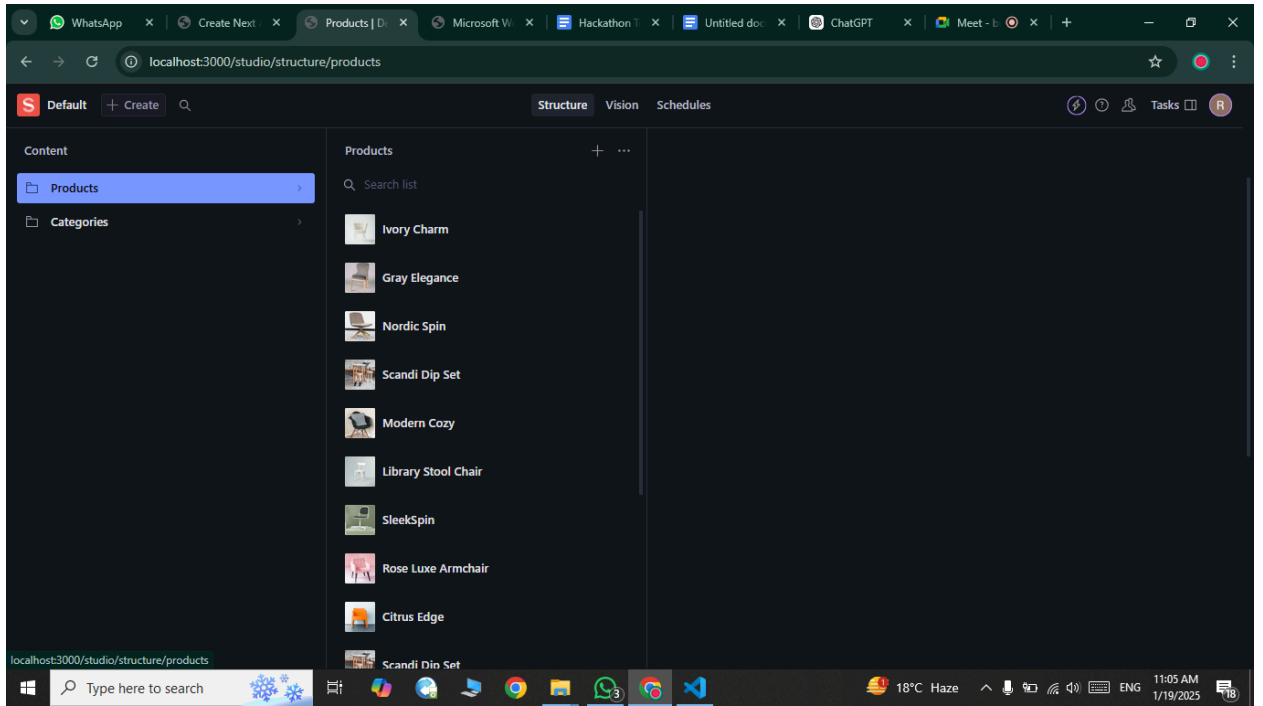 WhatsApp Create Next Products | De Microsoft W Hackathon T Untitled doc ChatGPT Meet - b
localhost:3000/studio/structure/products
S Default + Create Structure Vision Schedules Tasks R
Content
Products
Categories
Products
Search list
Ivory Charm
Gray Elegance
Nordic Spin
Scandi Dip Set
Modern Cozy
Library Stool Chair
SleekSpin
Rose Luxe Armchair
Citrus Edge
Scandi Dip Set
localhost:3000/studio/structure/products
Type here to search 3 1 18°C Haze ENG 11:05 AM 18
1/19/2025